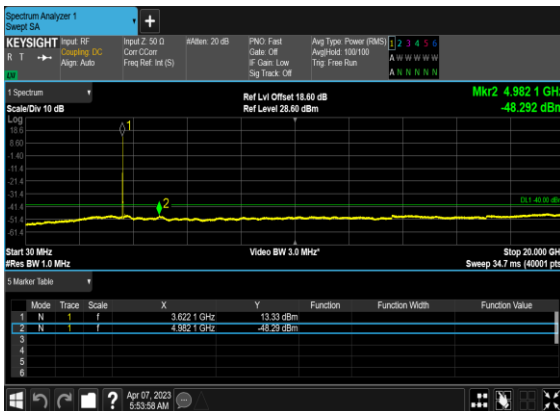 Spectrum Analyzer 1
Swept SA
KEYSIGHT
R T
LV
Input: RF
Coupling: DC
Align: Auto
Input Z: 50 Ω
Corr CCorr
Freq Ref: Int (S)
#Atten: 20 dB
PNO: Fast
Gate: Off
IF Gain: Low
Sig Track: Off
Avg Type: Power (RMS)
Avg|Hold: 100/100
Trig: Free Run
1 2 3 4 5 6
A W W W W W
A N N N N N
1 Spectrum
Scale/Div 10 dB
Ref Lvl Offset 18.60 dB
Ref Level 28.60 dBm
Mkr2 4.982 1 GHz
-48.292 dBm
Log
18.6
8.60
-1.40
-11.4
-21.4
-31.4
-41.4
-51.4
-61.4
1
2
DL1 -40.00 dBm
Start 30 MHz
#Res BW 1.0 MHz
Video BW 3.0 MHz*
Stop 20.000 GHz
Sweep 34.7 ms (40001 pts)
5 Marker Table
Mode Trace Scale X Y Function Function Width Function Value
1 N 1 f 3.622 1 GHz 13.33 dBm
2 N 1 f 4.982 1 GHz -48.29 dBm
3
4
5
6
Apr 07, 2023
5:53:58 AM